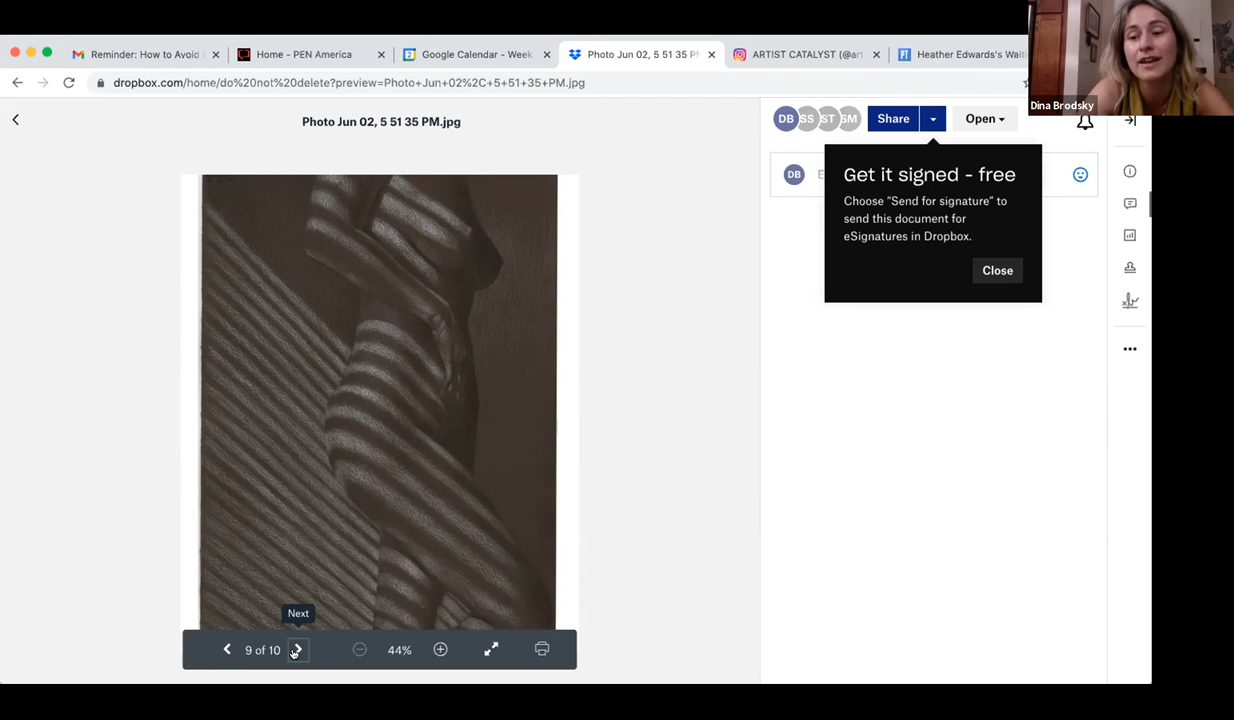 Reminder: How to Avoid
Home - PEN America
Google Calendar - Week
Photo Jun 02, 5 51 35 P
ARTIST CATALYST (@art
Heather Edwards's Wait
dropbox.com/home/do%20not%20delete?preview=Photo+Jun+02%2C+5+51+35+PM.jpg
Dina Brodsky
Photo Jun 02, 5 51 35 PM.jpg
DB SS ST SM Share Open
DB E
Get it signed - free
Choose “Send for signature” to
send this document for
eSignatures in Dropbox.
Close
Next
9 of 10 44%